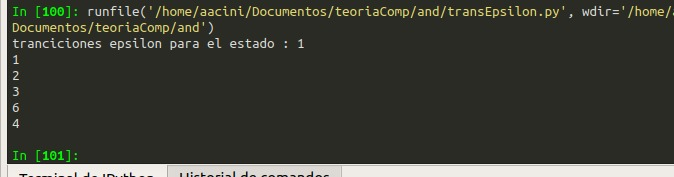 In [100]: runfile('/home/aacini/Documentos/teoriaComp/and/transEpsilon.py', wdir='/home/
Documentos/teoriaComp/and')
tranciciones epsilon para el estado : 1
1
2
3
6
4
In [101]:
Terminal de IPython Historial de comandos